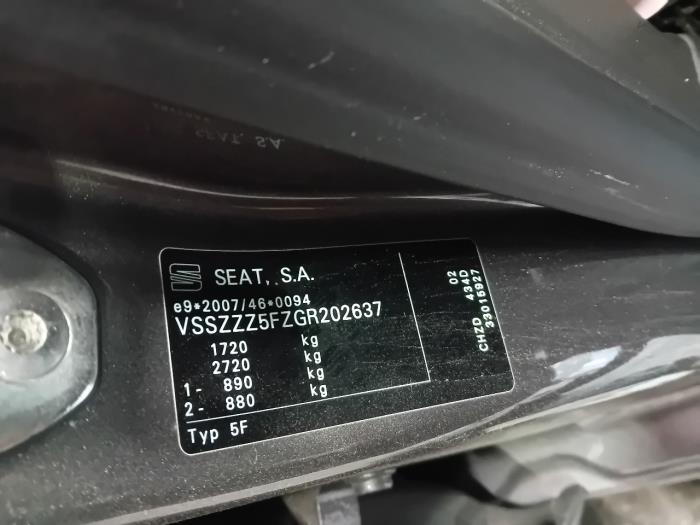 SEAT, S.A.
e9*2007/46*0094
VSSZZZ5FZGR202637
1720 kg
2720 kg
1- 890 kg
2- 880 kg
Typ 5F
02
CHZD 434D
33015927